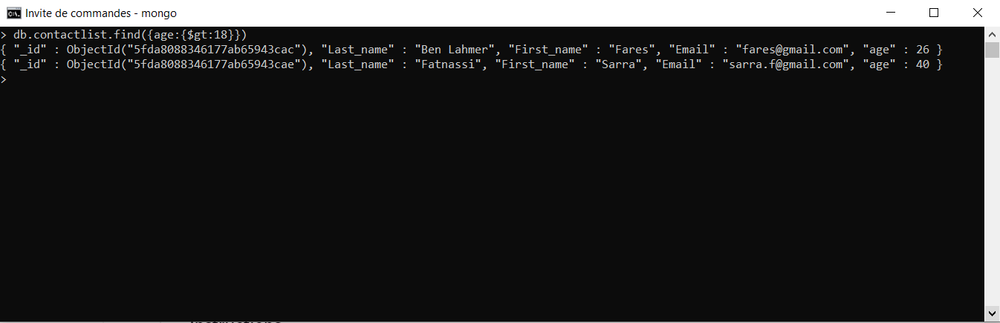 Invite de commandes - mongo
> db.contactlist.find({age:{$gt:18}})
{ "_id" : ObjectId("5fda8088346177ab65943cac"), "Last_name" : "Ben Lahmer", "First_name" : "Fares", "Email" : "fares@gmail.com", "age" : 26 }
{ "_id" : ObjectId("5fda8088346177ab65943cae"), "Last_name" : "Fatnassi", "First_name" : "Sarra", "Email" : "sarra.f@gmail.com", "age" : 40 }
>